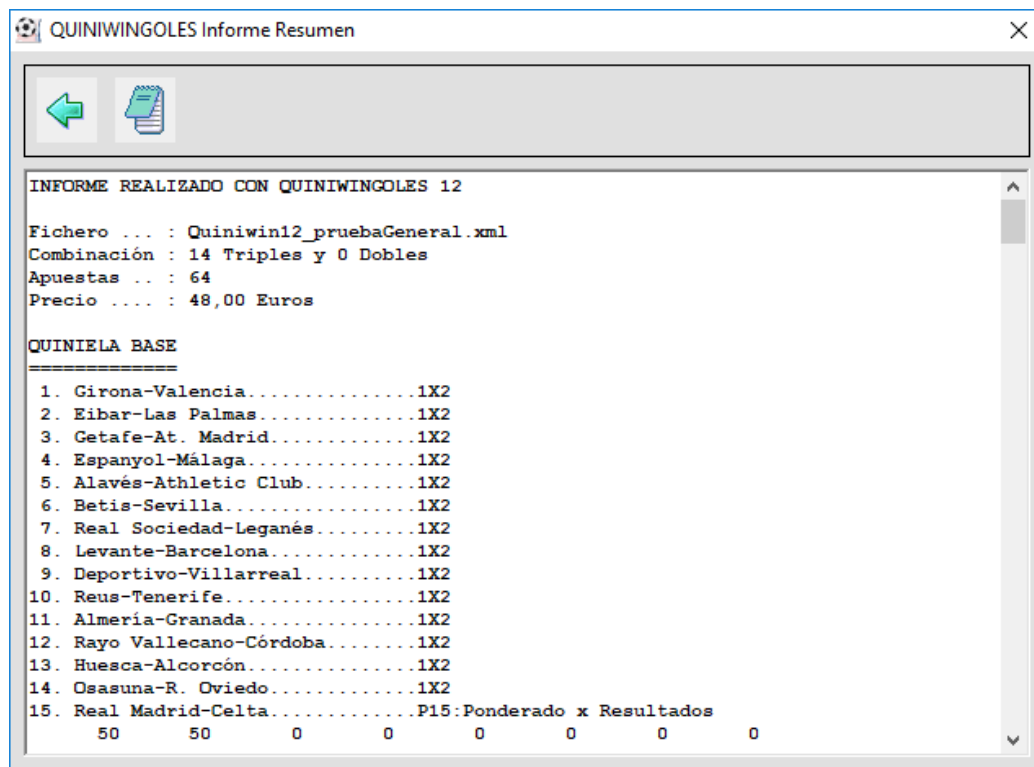 QUINIWINGOLES Informe Resumen
INFORME REALIZADO CON QUINIWINGOLES 12
Fichero ... : Quiniwin12_pruebaGeneral.xml
Combinación : 14 Triples y 0 Dobles
Apuestas .. : 64
Precio .... : 48,00 Euros
QUINIELA BASE
=============
1. Girona-Valencia...............1X2
2. Eibar-Las Palmas..............1X2
3. Getafe-At. Madrid.............1X2
4. Espanyol-Málaga...............1X2
5. Alavés-Athletic Club..........1X2
6. Betis-Sevilla.................1X2
7. Real Sociedad-Leganés.........1X2
8. Levante-Barcelona.............1X2
9. Deportivo-Villarreal..........1X2
10. Reus-Tenerife.................1X2
11. Almería-Granada...............1X2
12. Rayo Vallecano-Córdoba........1X2
13. Huesca-Alcorcón...............1X2
14. Osasuna-R. Oviedo.............1X2
15. Real Madrid-Celta.............P15:Ponderado x Resultados
50 50 0 0 0 0 0 0